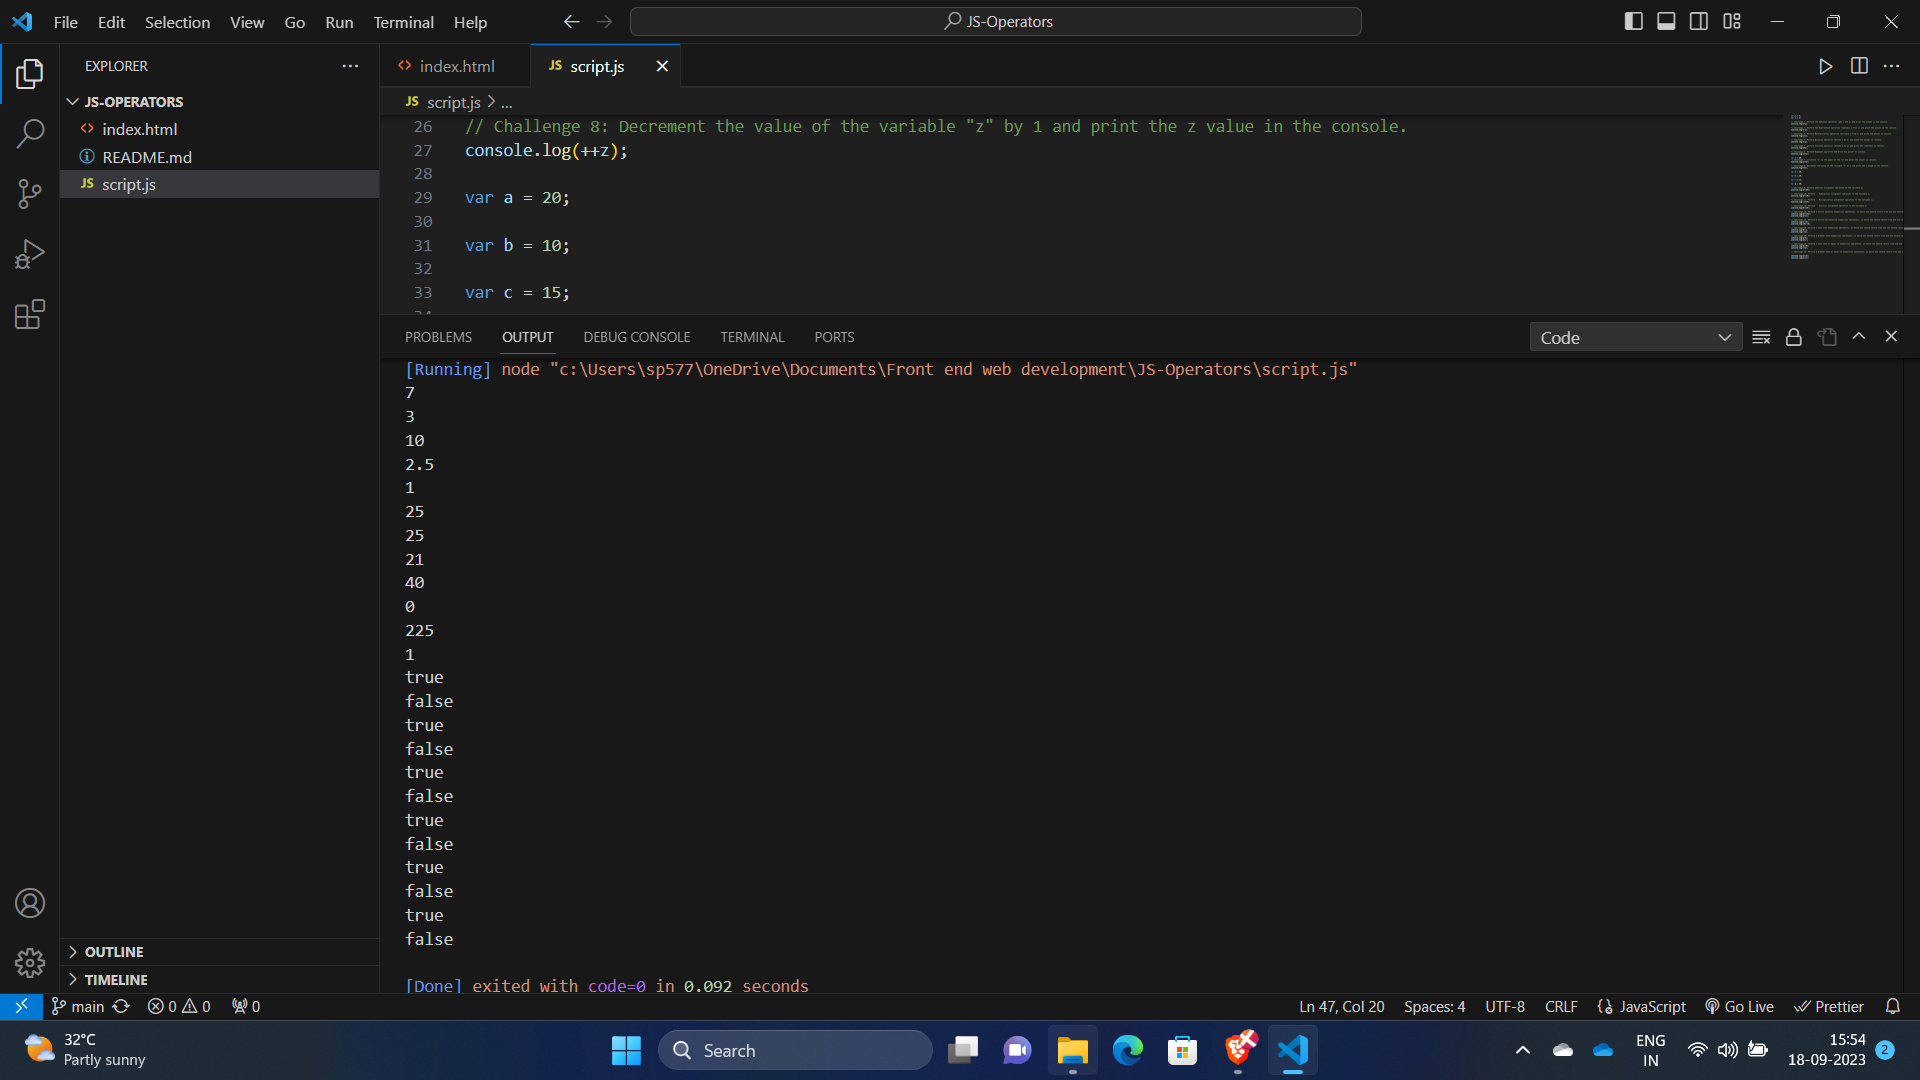 File Edit Selection View Go Run Terminal Help
JS-Operators
EXPLORER
JS-OPERATORS
index.html
README.md
JS script.js
index.html
JS script.js
JS script.js > ...
26 // Challenge 8: Decrement the value of the variable "z" by 1 and print the z value in the console.
27 console.log(++z);
28
29 var a = 20;
30
31 var b = 10;
32
33 var c = 15;
PROBLEMS OUTPUT DEBUG CONSOLE TERMINAL PORTS
Code
[Running] node "c:\Users\sp577\OneDrive\Documents\Front end web development\JS-Operators\script.js"
7
3
10
2.5
1
25
25
21
40
0
225
1
true
false
true
false
true
false
true
false
true
false
true
false
[Done] exited with code=0 in 0.092 seconds
OUTLINE
TIMELINE
main 0 0 0
Ln 47, Col 20 Spaces: 4 UTF-8 CRLF {} JavaScript Go Live Prettier
32°C
Partly sunny
Search
ENG
IN
15:54
18-09-2023
2